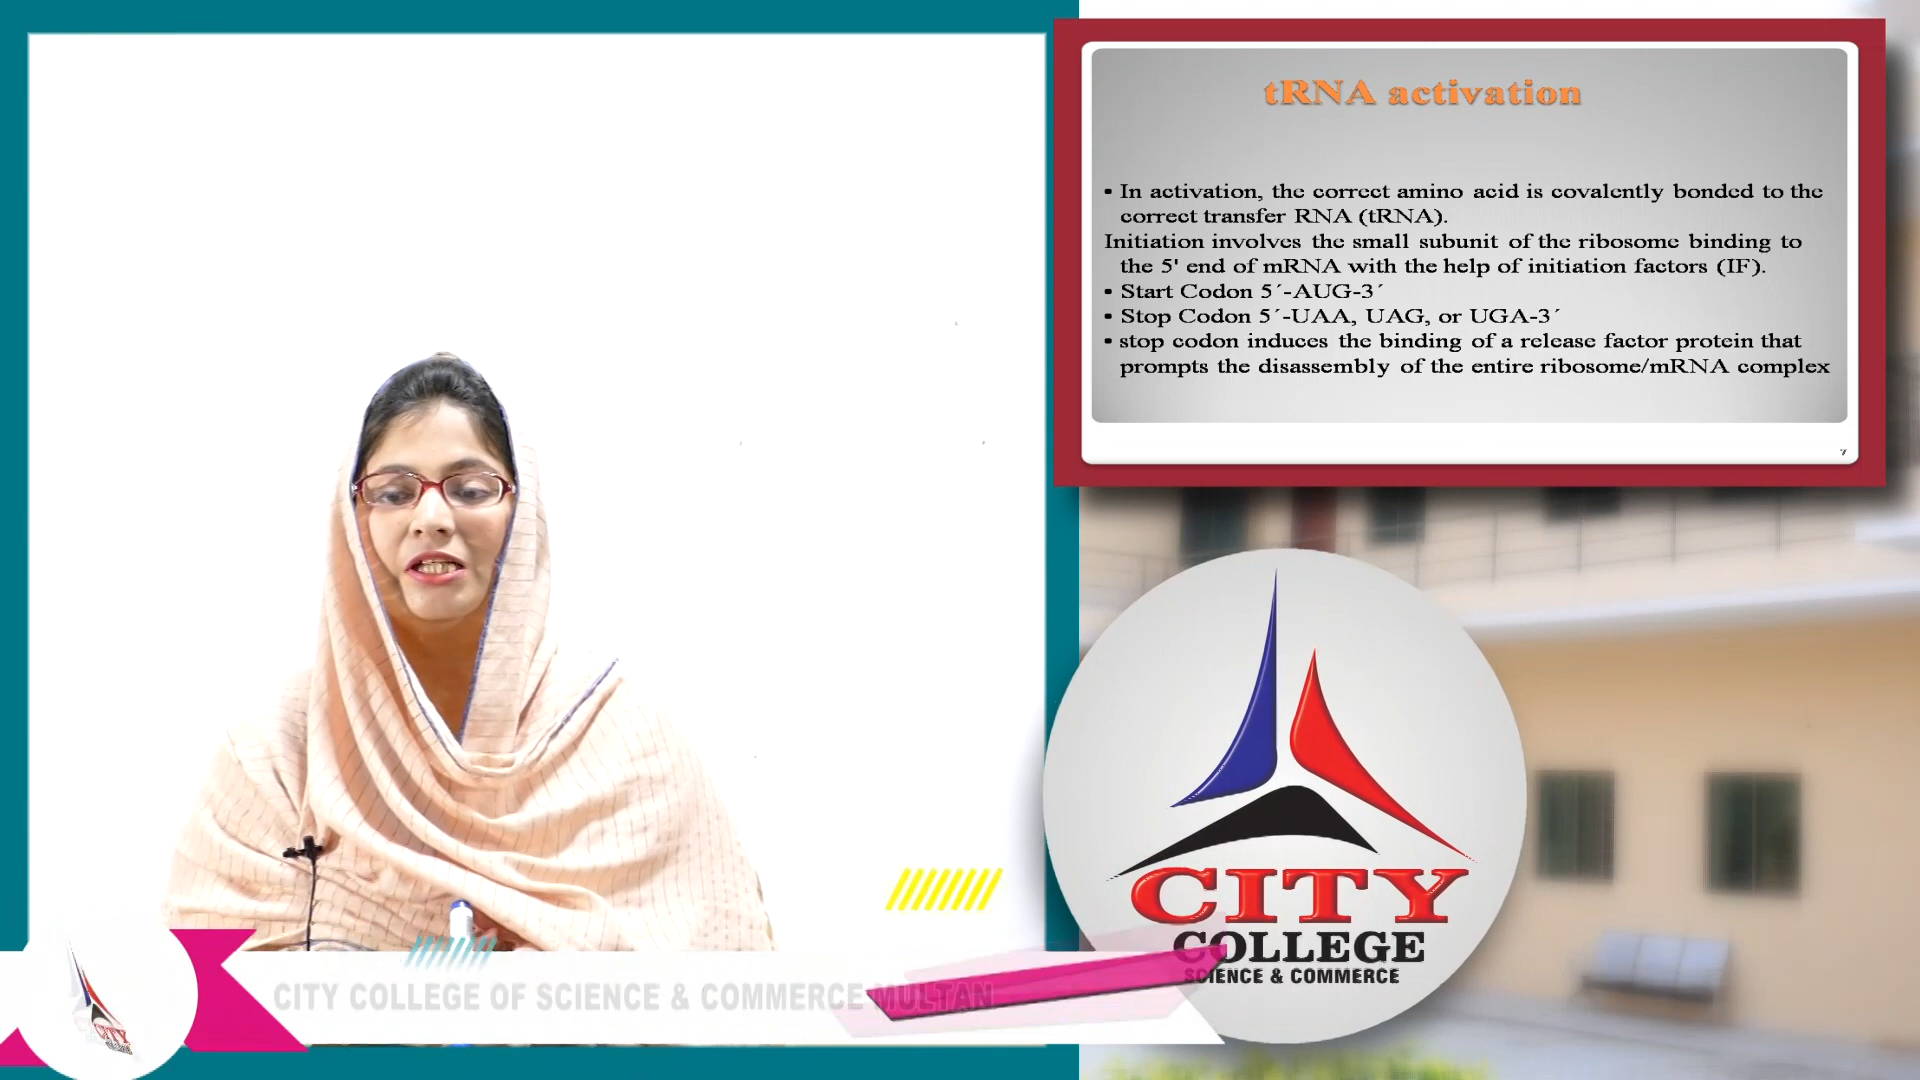 tRNA activation
• In activation, the correct amino acid is covalently bonded to the
correct transfer RNA (tRNA).
Initiation involves the small subunit of the ribosome binding to
the 5' end of mRNA with the help of initiation factors (IF).
• Start Codon 5´-AUG-3´
• Stop Codon 5´-UAA, UAG, or UGA-3´
• stop codon induces the binding of a release factor protein that
prompts the disassembly of the entire ribosome/mRNA complex
7
CITY
COLLEGE
SCIENCE & COMMERCE
CITY COLLEGE OF SCIENCE & COMMERCE MULTAN
CITY